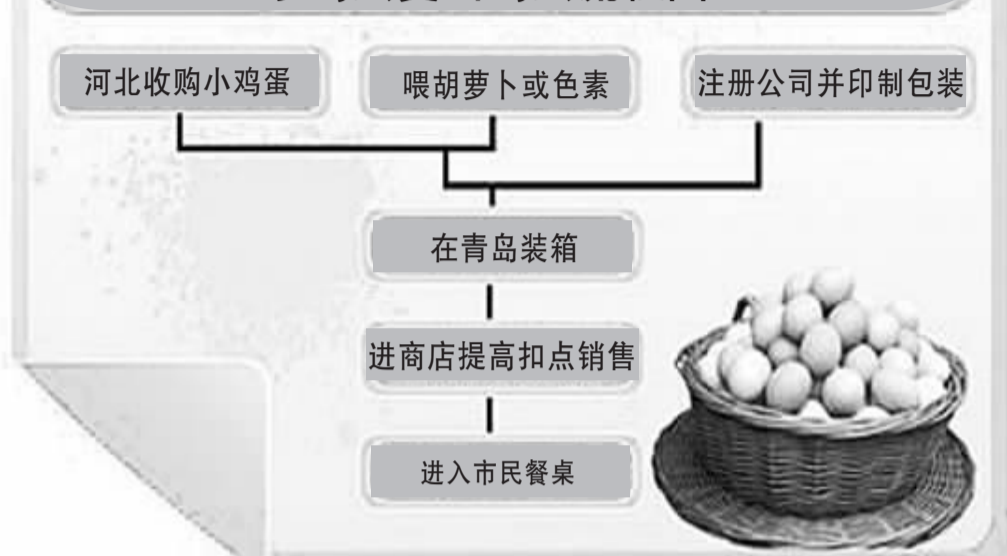 河北收购小鸡蛋
喂胡萝卜或色素
注册公司并印制包装
在青岛装箱
进商店提高扣点销售
进入市民餐桌